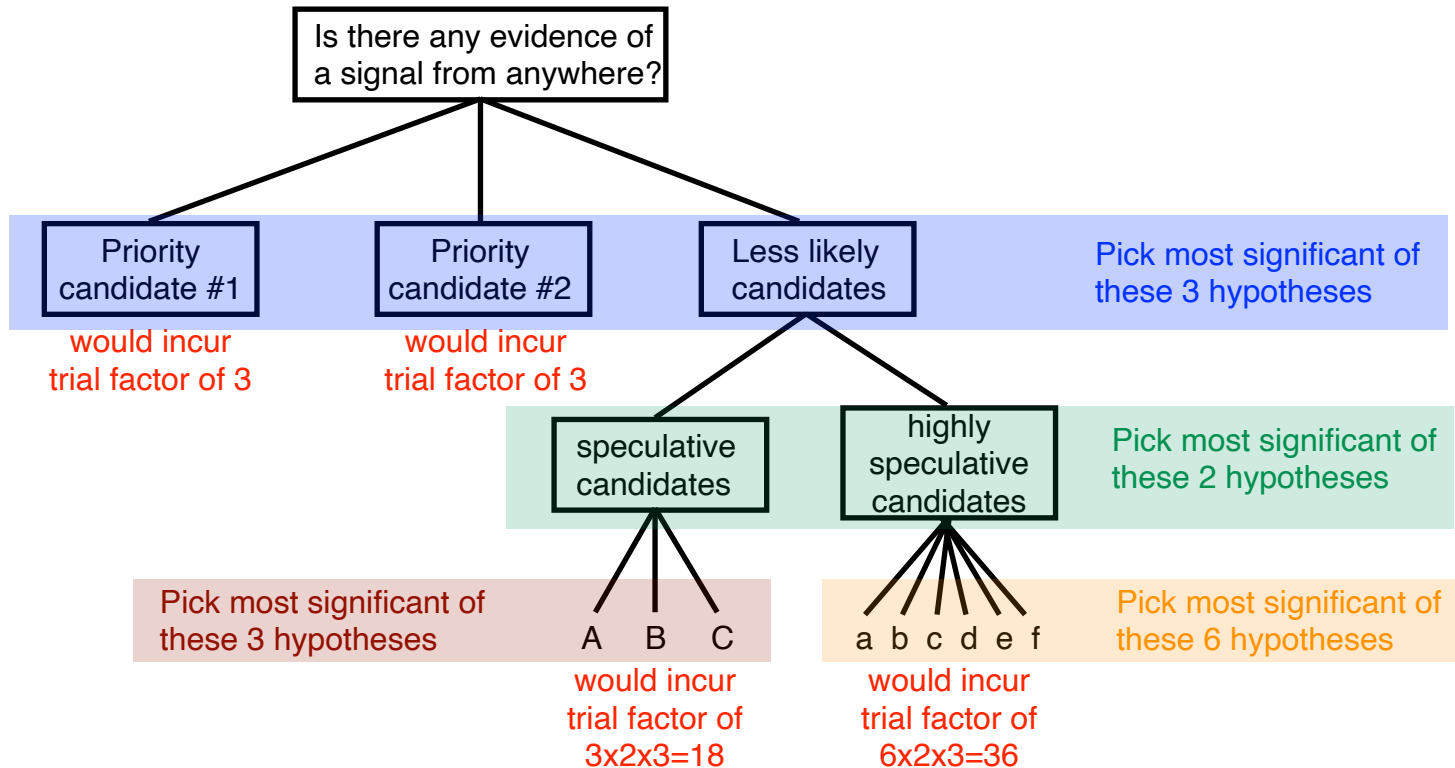 Is there any evidence of
a signal from anywhere?
Priority
candidate #1
Priority
candidate #2
Less likely
candidates
Pick most significant of
these 3 hypotheses
would incur
trial factor of 3
would incur
trial factor of 3
speculative
candidates
highly
speculative
candidates
Pick most significant of
these 2 hypotheses
Pick most significant of
these 3 hypotheses
A B C
a b c d e f
Pick most significant of
these 6 hypotheses
would incur
trial factor of
3x2x3=18
would incur
trial factor of
6x2x3=36